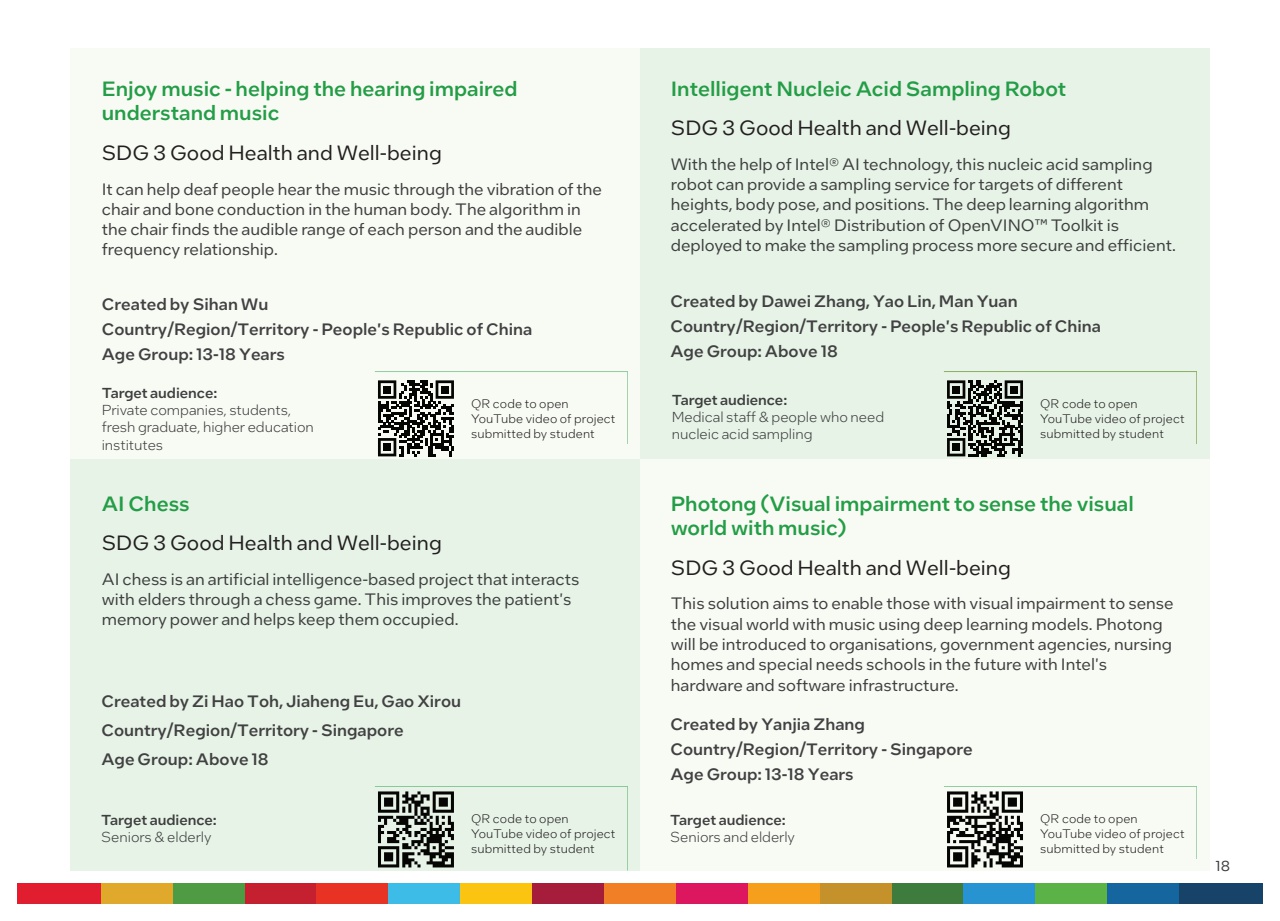 Enjoy music - helping the hearing impaired
understand music
SDG 3 Good Health and Well-being
It can help deaf people hear the music through the vibration of the
chair and bone conduction in the human body. The algorithm in
the chair finds the audible range of each person and the audible
frequency relationship.
Created by Sihan Wu
Country/Region/Territory - People's Republic of China
Age Group: 13-18 Years
Target audience:
Private companies, students,
fresh graduate, higher education
institutes
QR code to open
YouTube video of project
submitted by student
Intelligent Nucleic Acid Sampling Robot
SDG 3 Good Health and Well-being
With the help of Intel® AI technology, this nucleic acid sampling
robot can provide a sampling service for targets of different
heights, body pose, and positions. The deep learning algorithm
accelerated by Intel® Distribution of OpenVINO™ Toolkit is
deployed to make the sampling process more secure and efficient.
Created by Dawei Zhang, Yao Lin, Man Yuan
Country/Region/Territory - People's Republic of China
Age Group: Above 18
Target audience:
Medical staff & people who need
nucleic acid sampling
QR code to open
YouTube video of project
submitted by student
AI Chess
SDG 3 Good Health and Well-being
AI chess is an artificial intelligence-based project that interacts
with elders through a chess game. This improves the patient's
memory power and helps keep them occupied.
Created by Zi Hao Toh, Jiaheng Eu, Gao Xirou
Country/Region/Territory - Singapore
Age Group: Above 18
Target audience:
Seniors & elderly
QR code to open
YouTube video of project
submitted by student
Photong (Visual impairment to sense the visual
world with music)
SDG 3 Good Health and Well-being
This solution aims to enable those with visual impairment to sense
the visual world with music using deep learning models. Photong
will be introduced to organisations, government agencies, nursing
homes and special needs schools in the future with Intel's
hardware and software infrastructure.
Created by Yanjia Zhang
Country/Region/Territory - Singapore
Age Group: 13-18 Years
Target audience:
Seniors and elderly
QR code to open
YouTube video of project
submitted by student
18